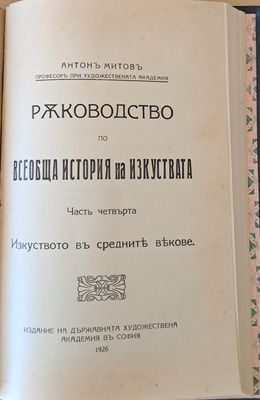 АНТОНЪ МИТОВЪ
ПРОФЕСОРЪ ПРИ ХУДОЖЕСТВЕНАТА АКАДЕМИЯ
РѪКОВОДСТВО
ПО
ВСЕОБЩА ИСТОРИЯ на ИЗКУСТВАТА
Часть четвърта
Изкуството въ среднитѣ вѣкове.
ИЗДАНИЕ НА ДЪРЖАВНАТА ХУДОЖЕСТВЕНА
АКАДЕМИЯ ВЪ СОФИЯ
1926